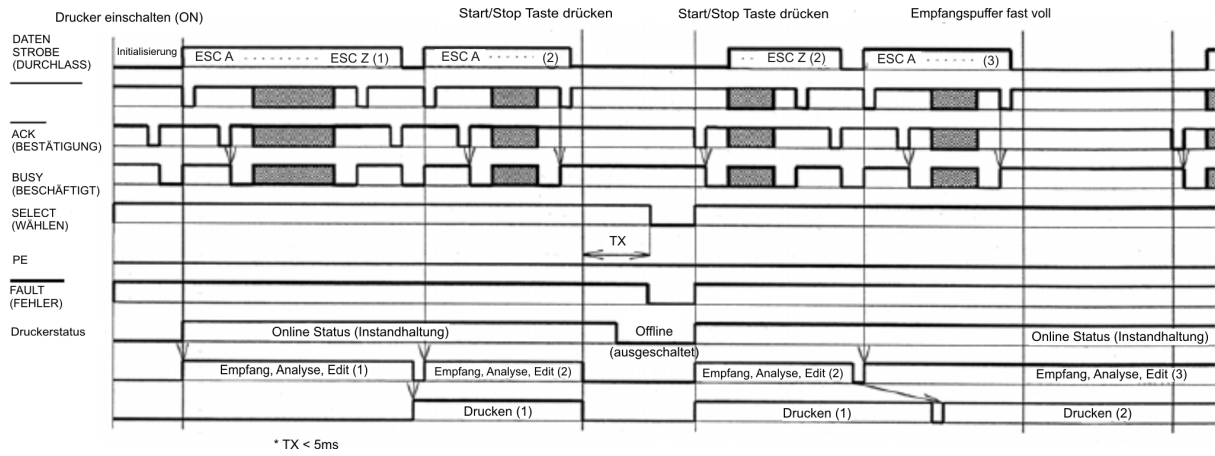 Drucker einschalten (ON)
Start/Stop Taste drücken
Start/Stop Taste drücken
Empfangspuffer fast voll
DATEN
STROBE
(DURCHLASS)
Initialisierung
ESC A ········· ESC Z (1)
ESC A ······ (2)
·· ESC Z (2)
ESC A ······ (3)
ACK
(BESTÄTIGUNG)
BUSY
(BESCHÄFTIGT)
SELECT
(WÄHLEN)
TX
PE
FAULT
(FEHLER)
Druckerstatus
Online Status (Instandhaltung)
Offline
(ausgeschaltet)
Online Status (Instandhaltung)
Empfang, Analyse, Edit (1)
Empfang, Analyse, Edit (2)
Empfang, Analyse, Edit (2)
Empfang, Analyse, Edit (3)
Drucken (1)
Drucken (1)
Drucken (2)
* TX < 5ms